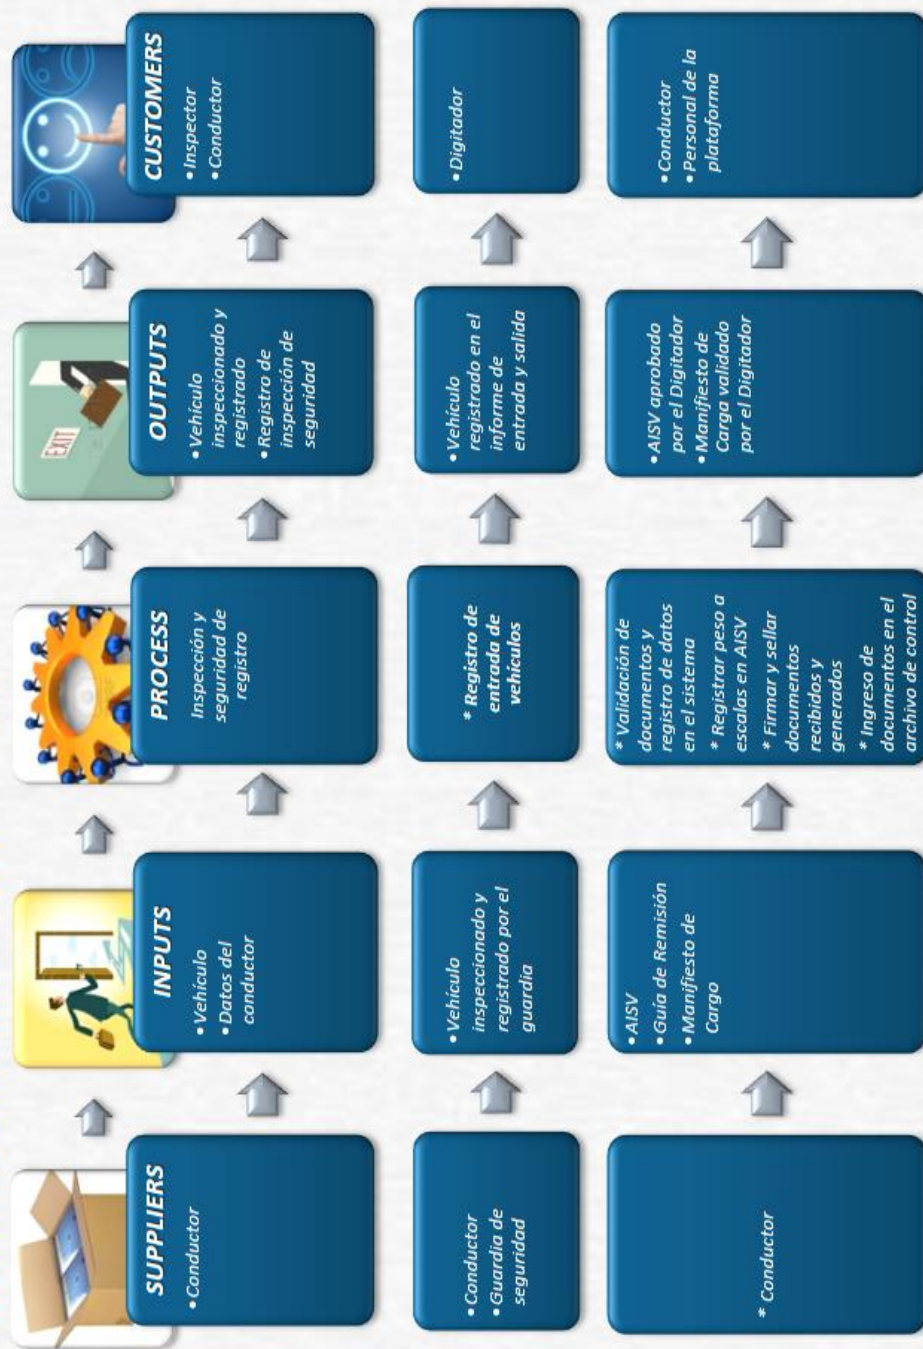 SUPPLIERS
•Conductor
INPUTS
•Vehículo
•Datos del
conductor
PROCESS
Inspección y
seguridad de
registro
OUTPUTS
•Vehículo
inspeccionado y
registrado
•Registro de
inspección de
seguridad
CUSTOMERS
•Inspector
•Conductor
•Conductor
•Guardia de
seguridad
•Vehículo
inspeccionado y
registrado por el
guardia
* Registro de
entrada de
vehículos
•Vehículo
registrado en el
informe de
entrada y salida
•Digitador
* Conductor
•AISV
•Guía de Remisión
•Manifiesto de
Cargo
* Validación de
documentos y
registro de datos
en el sistema
* Registrar peso a
escalas en AISV
* Firmar y sellar
documentos
recibidos y
generados
* Ingreso de
documentos en el
archivo de control
•AISV aprobado
por el Digitador
•Manifiesto de
Carga validado
por el Digitador
•Conductor
•Personal de la
plataforma
EXIT